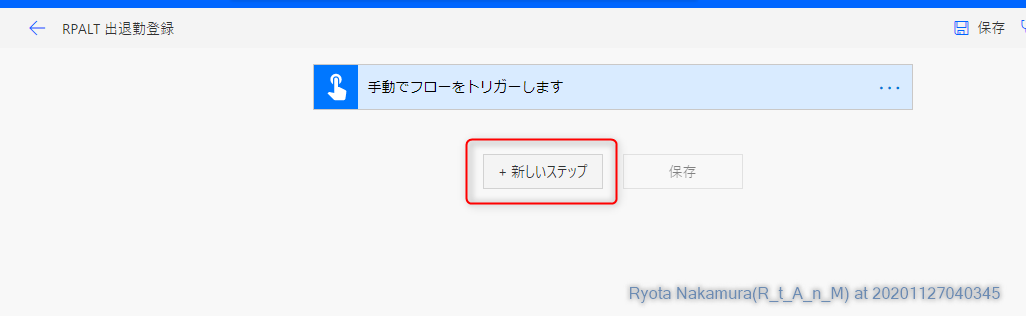 RPALT 出退勤登録
保存
手動でフローをトリガーします
+ 新しいステップ
保存
Ryota Nakamura(R_t_A_n_M) at 20201127040345